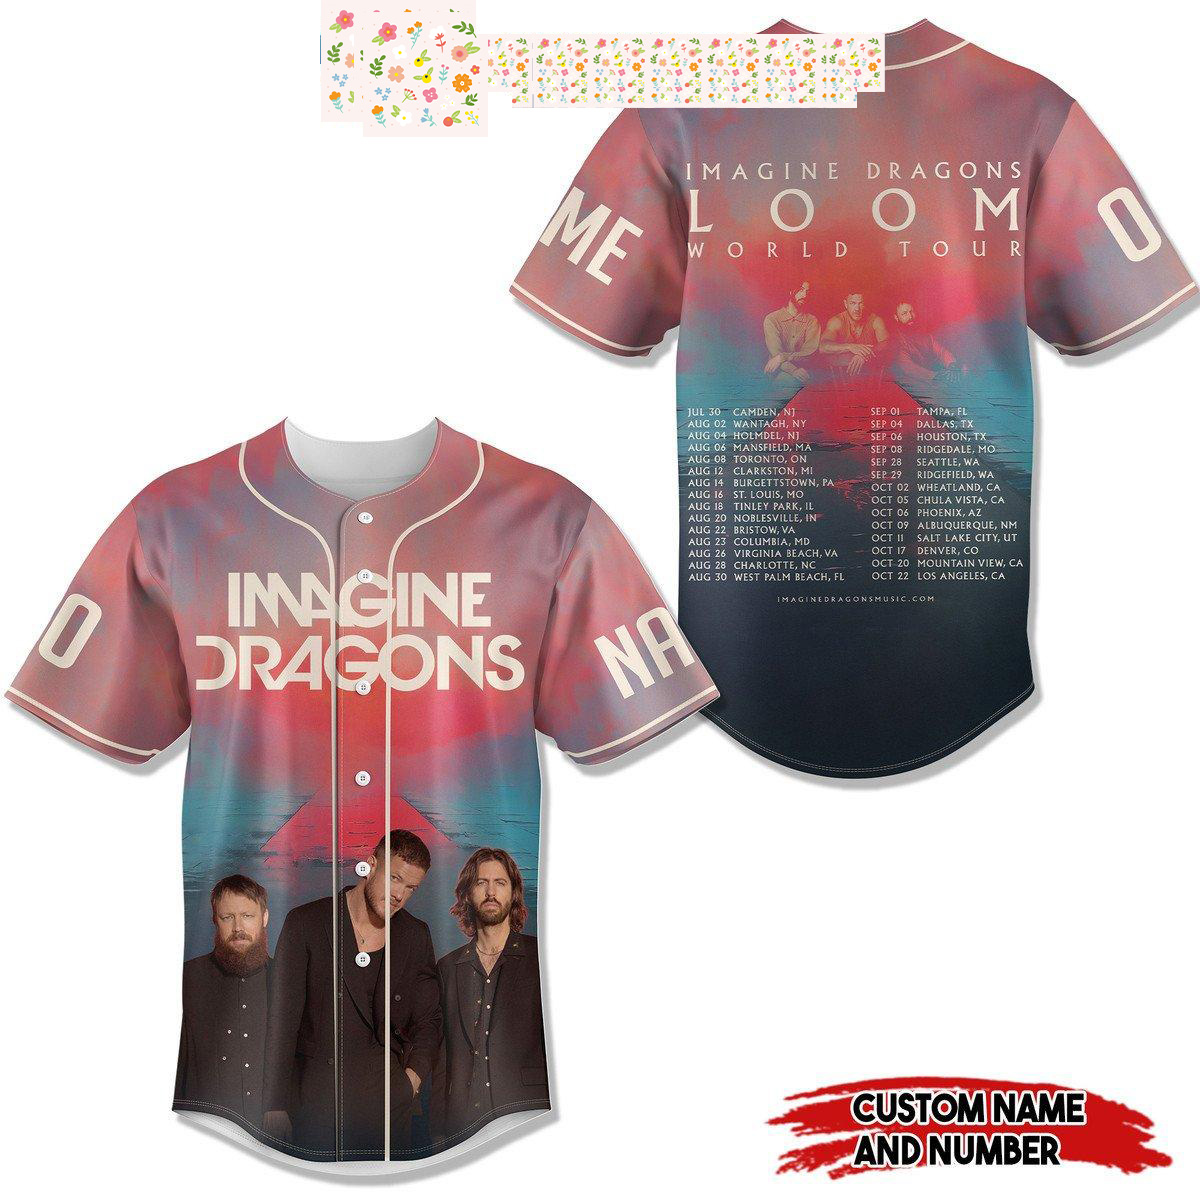 IMAGINE DRAGONS
LOOM
WORLD TOUR
ME
O
JUL 30 CAMDEN, NJ
AUG 02 WANTAGH, NY
AUG 04 HOLMDEL, NJ
AUG 06 MANSFIELD, MA
AUG 08 TORONTO, ON
AUG 12 CLARKSTON, MI
AUG 14 BURGETTSTOWN, PA
AUG 16 ST. LOUIS, MO
AUG 18 TINLEY PARK, IL
AUG 20 NOBLESVILLE, IN
AUG 22 BRISTOW, VA
AUG 23 COLUMBIA, MD
AUG 26 VIRGINIA BEACH, VA
AUG 28 CHARLOTTE, NC
AUG 30 WEST PALM BEACH, FL
SEP 01 TAMPA, FL
SEP 04 DALLAS, TX
SEP 06 HOUSTON, TX
SEP 08 RIDGEDALE, MO
SEP 28 SEATTLE, WA
SEP 29 RIDGEFIELD, WA
OCT 02 WHEATLAND, CA
OCT 05 CHULA VISTA, CA
OCT 06 PHOENIX, AZ
OCT 09 ALBUQUERQUE, NM
OCT 11 SALT LAKE CITY, UT
OCT 17 DENVER, CO
OCT 20 MOUNTAIN VIEW, CA
OCT 22 LOS ANGELES, CA
IMAGINEDRAGONSMUSIC.COM
IMAGINE
DRAGONS
O
NA
CUSTOM NAME
AND NUMBER